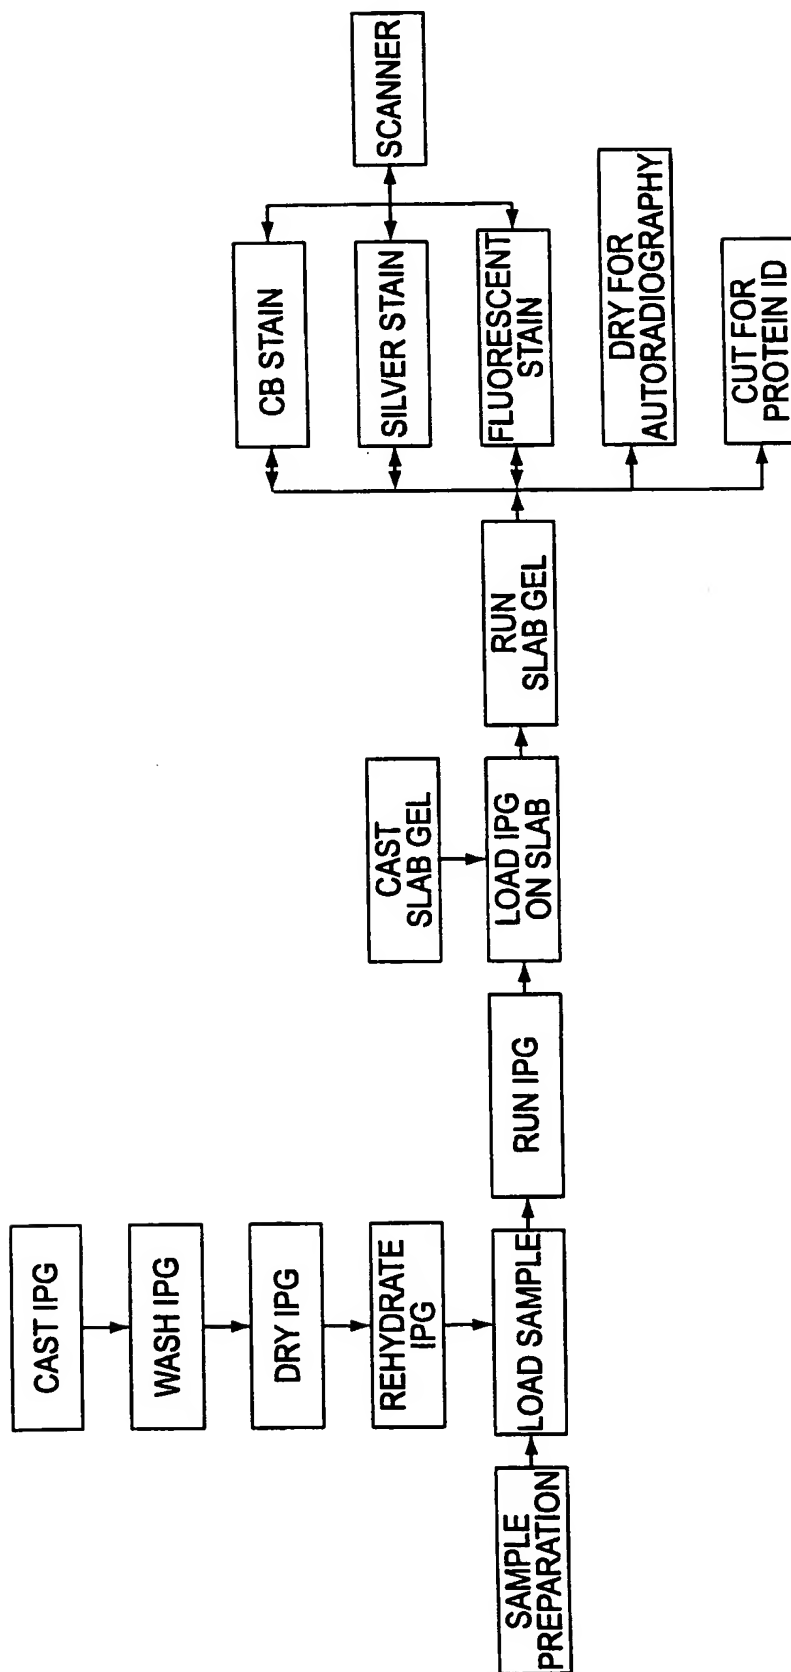 CAST IPG
WASH IPG
DRY IPG
REHYDRATE
IPG
SAMPLE
PREPARATION
LOAD SAMPLE
RUN IPG
CAST
SLAB GEL
LOAD IPG
ON SLAB
RUN
SLAB GEL
CB STAIN
SILVER STAIN
FLUORESCENT
STAIN
DRY FOR
AUTORADIOGRAPHY
CUT FOR
PROTEIN ID
SCANNER